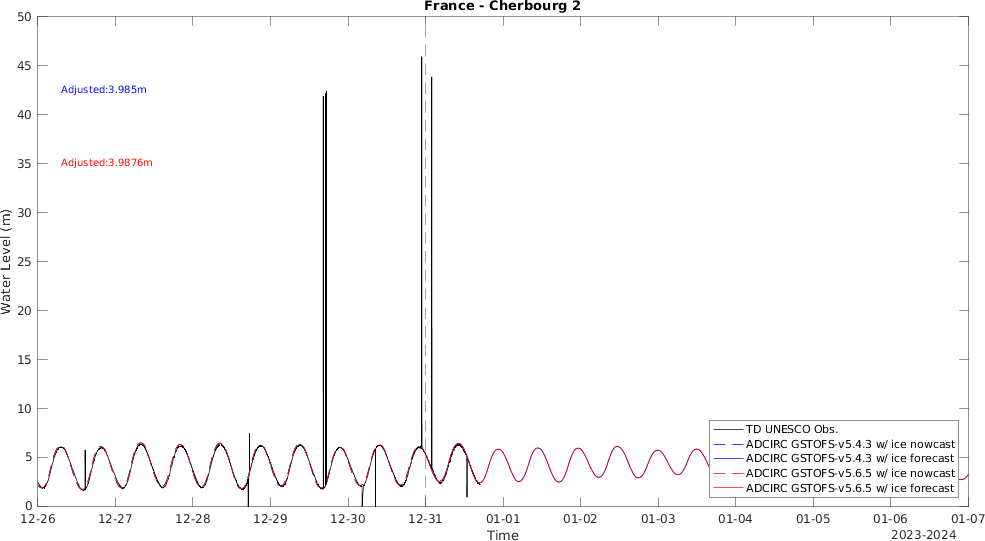 France - Cherbourg 2
50
45
40
35
30
25
20
15
10
5
0
Water Level (m)
Adjusted:3.985m
Adjusted:3.9876m
TD UNESCO Obs.
ADCIRC GSTOFS-v5.4.3 w/ ice nowcast
ADCIRC GSTOFS-v5.4.3 w/ ice forecast
ADCIRC GSTOFS-v5.6.5 w/ ice nowcast
ADCIRC GSTOFS-v5.6.5 w/ ice forecast
12-26 12-27 12-28 12-29 12-30 12-31 01-01 01-02 01-03 01-04 01-05 01-06 01-07
Time
2023-2024